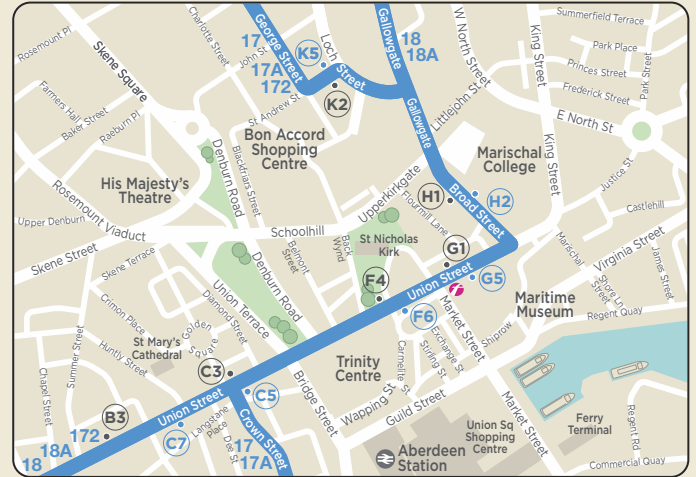 Rosemount Pl
Skene Square
Charlotte Street
John St
17
George Street
17A
172
K5
Loch
Street
K2
Gallowgate
18
18A
W North Street
King Street
Summerfield Terrace
Park Place
Princes Street
Frederick Street
Park Street
E North St
Littlejohn St
Gallowgate
King Street
Farmers Hall
Baker Street
Raeburn Pl
St Andrew St
Bon Accord
Shopping
Centre
Denburn Road
Blackfriars Street
His Majesty's
Theatre
Rosemount Viaduct
Upper Denburn
Skene Street
Schoolhill
Upperkirkgate
Marischal
College
H1
Broad Street
H2
Flourmill Lane
Justice St
Castlehill
Virginia Street
Marischal
Street
Shore Ln
James Street
Regent Quay
Back
Wynd
St Nicholas
Kirk
G1
F4
Union Street
G5
F6
Belmont
Street
Denburn Road
Skene Terrace
Union Terrace
Diamond Street
Golden
Square
Crimon Place
St Mary's
Cathedral
Huntly Street
Summer Street
Chapel Street
Maritime
Museum
Market Street
Shiprow
Exchange St
Stirling St
Carmelite St
Trinity
Centre
Wapping St
Guild Street
Market Street
Bridge Street
C3
C5
Union Street
B3
C7
172
18A
18
Langstane
Place
Dee St
Crown Street
17
17A
Aberdeen
Station
Union Sq
Shopping
Centre
Ferry
Terminal
Regent Rd
Commercial Quay